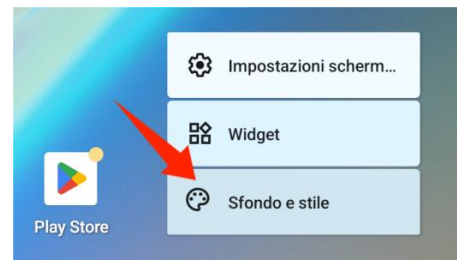 Impostazioni scherm...
Widget
Sfondo e stile
Play Store